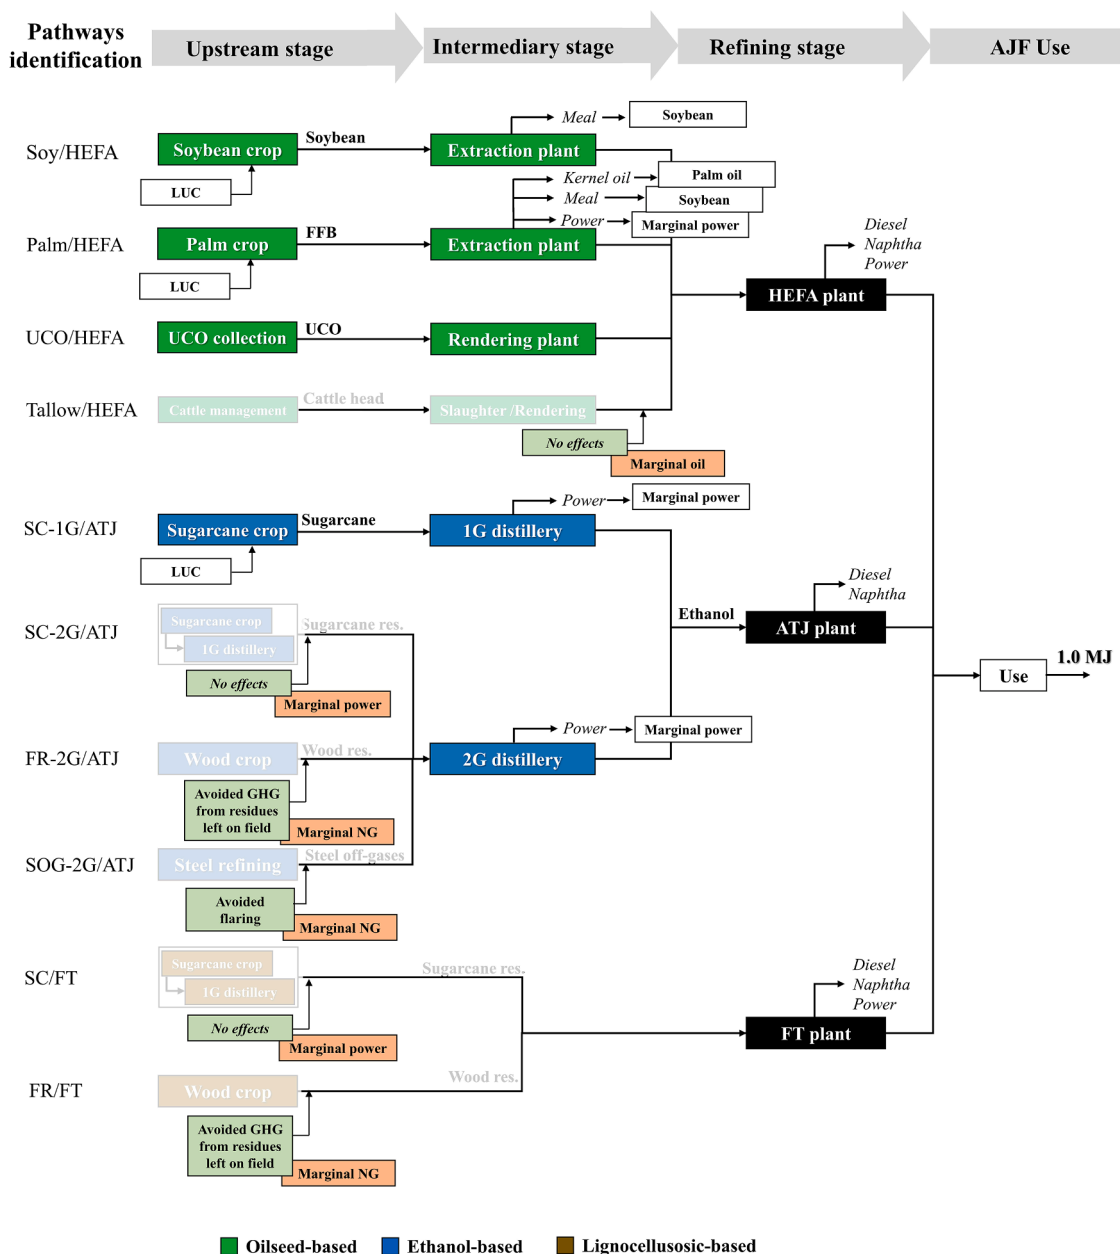 Pathways
identification
Upstream stage
Intermediary stage
Refining stage
AJF Use
Soy/HEFA
Soybean crop
Soybean
LUC
Extraction plant
Meal
Soybean
Palm/HEFA
Palm crop
FFB
LUC
Extraction plant
Kernel oil
Palm oil
Meal
Soybean
Power
Marginal power
HEFA plant
Diesel
Naphtha
Power
UCO/HEFA
UCO collection
UCO
Rendering plant
Tallow/HEFA
Cattle management
Cattle head
Slaughter /Rendering
No effects
Marginal oil
SC-1G/ATJ
Sugarcane crop
Sugarcane
LUC
1G distillery
Power
Marginal power
SC-2G/ATJ
Sugarcane crop
1G distillery
Sugarcane res.
No effects
Marginal power
Ethanol
ATJ plant
Diesel
Naphtha
Use
1.0 MJ
FR-2G/ATJ
Wood crop
Wood res.
Avoided GHG
from residues
left on field
Marginal NG
2G distillery
Power
Marginal power
SOG-2G/ATJ
Steel refining
Steel off-gases
Avoided
flaring
Marginal NG
SC/FT
Sugarcane crop
1G distillery
Sugarcane res.
No effects
Marginal power
FT plant
Diesel
Naphtha
Power
FR/FT
Wood crop
Wood res.
Avoided GHG
from residues
left on field
Marginal NG
Oilseed-based
Ethanol-based
Lignocellusosic-based